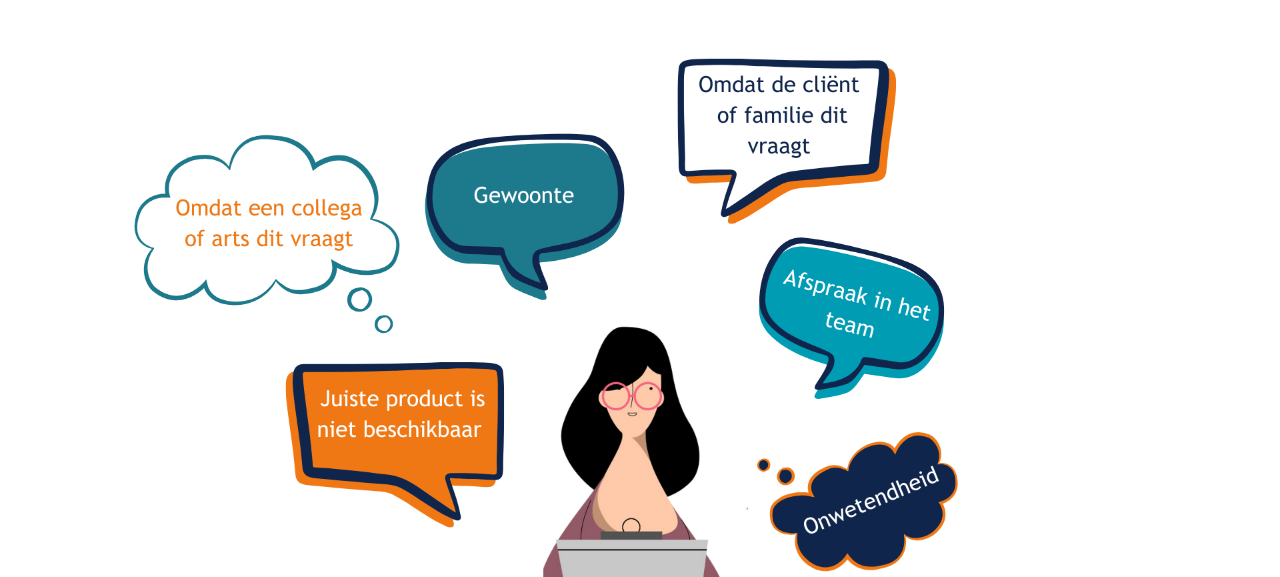 Omdat de cliënt
of familie dit
vraagt
Gewoonte
Omdat een collega
of arts dit vraagt
Afspraak in het
team
Juiste product is
niet beschikbaar
Onwetendheid